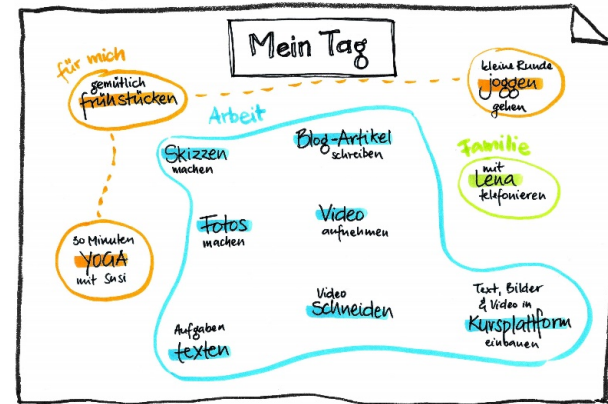 Mein Tag
für mich
gemütlich
frühstücken
kleine Runde
joggen
gehen
Arbeit
Skizzen
machen
Blog-Artikel
schreiben
Familie
mit
Lena
telefonieren
Fotos
machen
Video
aufnehmen
30 Minuten
YOGA
mit Susi
Video
Schneiden
Text, Bilder
& Video in
Kursplattform
einbauen
Aufgaben
texten